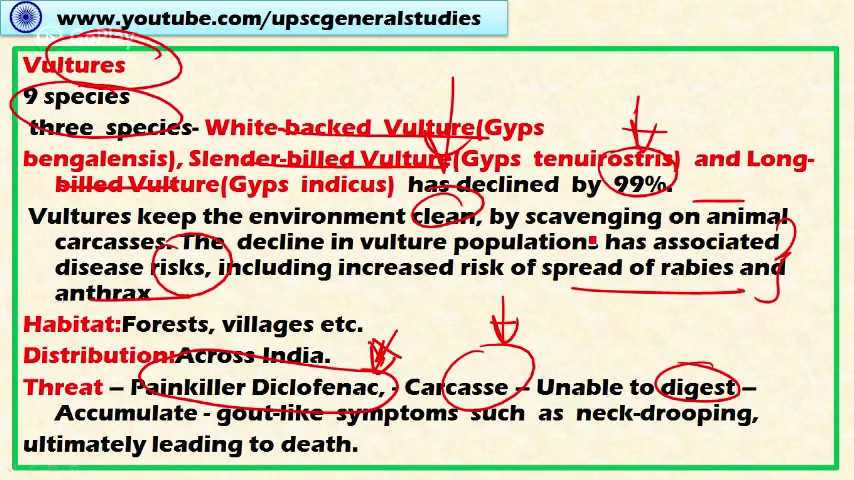 www.youtube.com/upscgeneralstudies
GoPlay
Vultures
9 species
three species- White-backed Vulture(Gyps
bengalensis), Slender-billed Vulture(Gyps tenuirostris) and Long-
billed Vulture(Gyps indicus) has declined by 99%.
Vultures keep the environment clean, by scavenging on animal
carcasses. The decline in vulture populations has associated
disease risks, including increased risk of spread of rabies and
anthrax
Habitat:Forests, villages etc.
Distribution:Across India.
Threat – Painkiller Diclofenac, - Carcasse – Unable to digest –
Accumulate - gout-like symptoms such as neck-drooping,
ultimately leading to death.